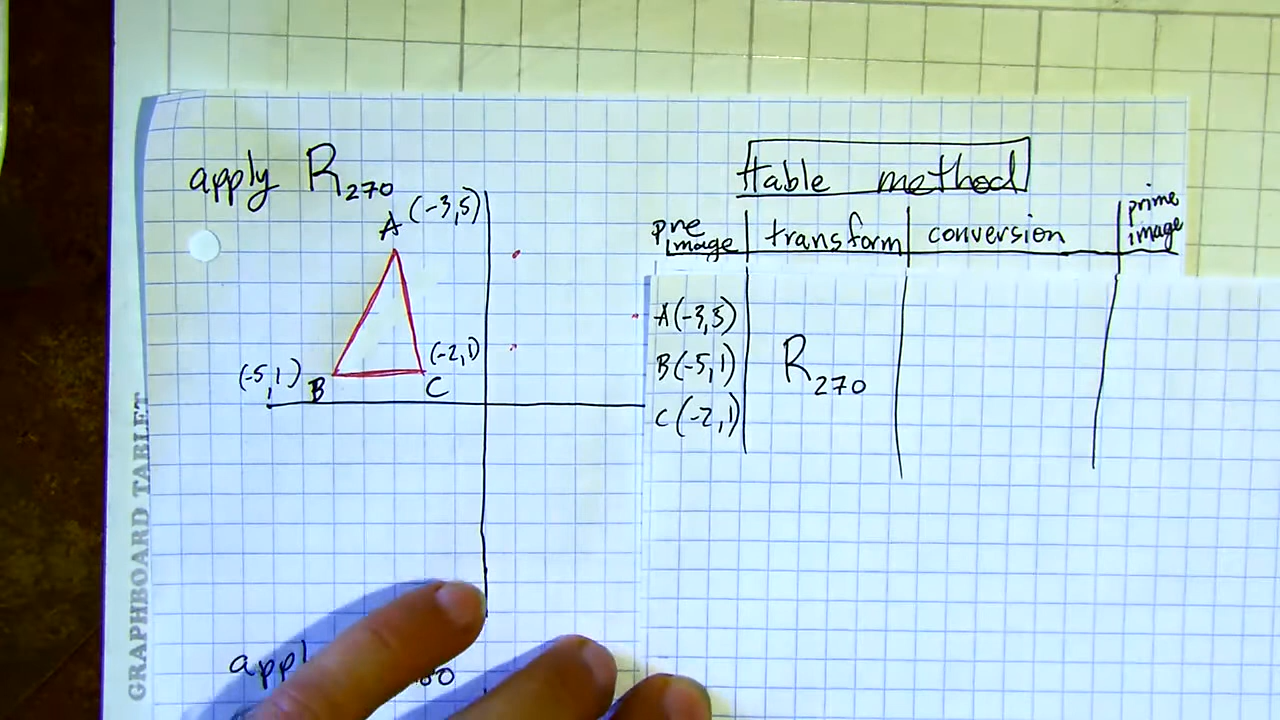 apply R270
A (-3,5)
(-5,1) B
(-2,1)
C
table method
pre image
transform
conversion
prime image
A(-3,5)
B(-5,1)
C(-2,1)
R270
GRAPHBOARD TABLET